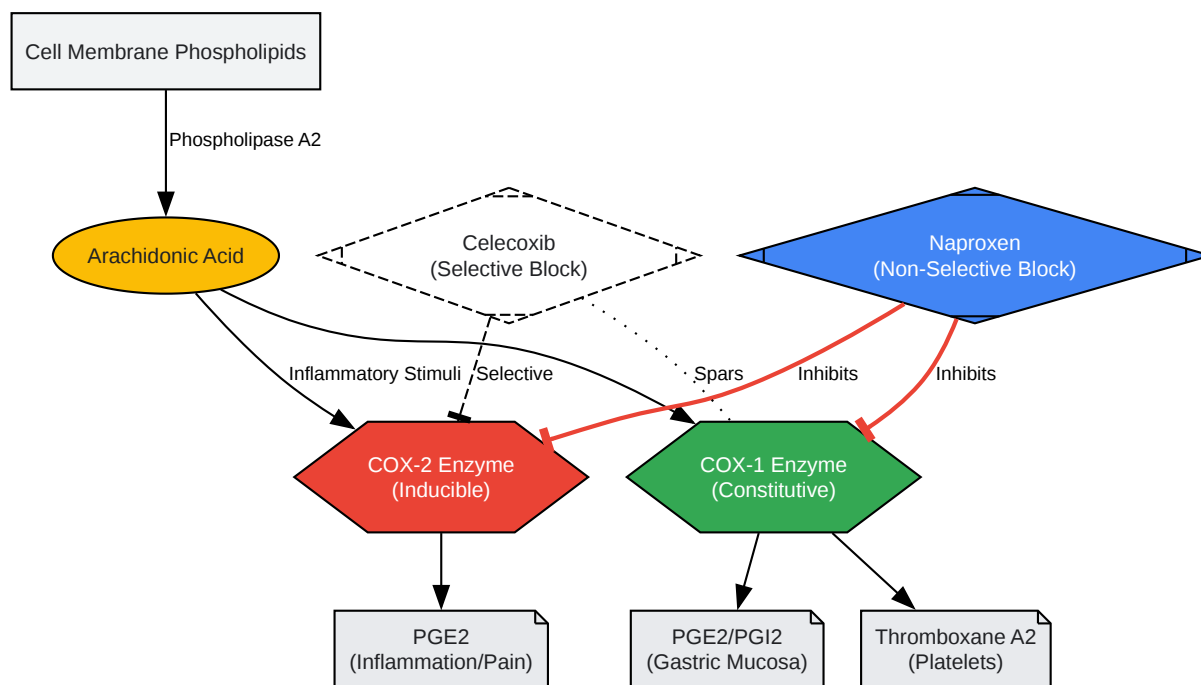 Cell Membrane Phospholipids
Phospholipase A2
Arachidonic Acid
Celecoxib
(Selective Block)
Naproxen
(Non-Selective Block)
Inflammatory Stimuli
Selective
Spars
Inhibits
Inhibits
COX-2 Enzyme
(Inducible)
COX-1 Enzyme
(Constitutive)
PGE2
(Inflammation/Pain)
PGE2/PGI2
(Gastric Mucosa)
Thromboxane A2
(Platelets)